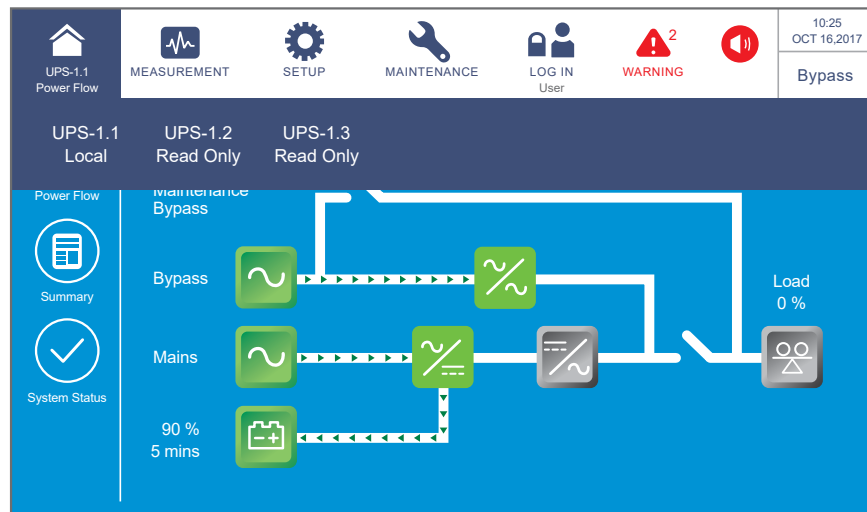 UPS-1.1
Power Flow
MEASUREMENT
SETUP
MAINTENANCE
LOG IN
User
2
WARNING
10:25
OCT 16,2017
Bypass
UPS-1.1
Local
UPS-1.2
Read Only
UPS-1.3
Read Only
Power Flow
Summary
System Status
Maintenance
Bypass
Bypass
Mains
90 %
5 mins
Load
0 %